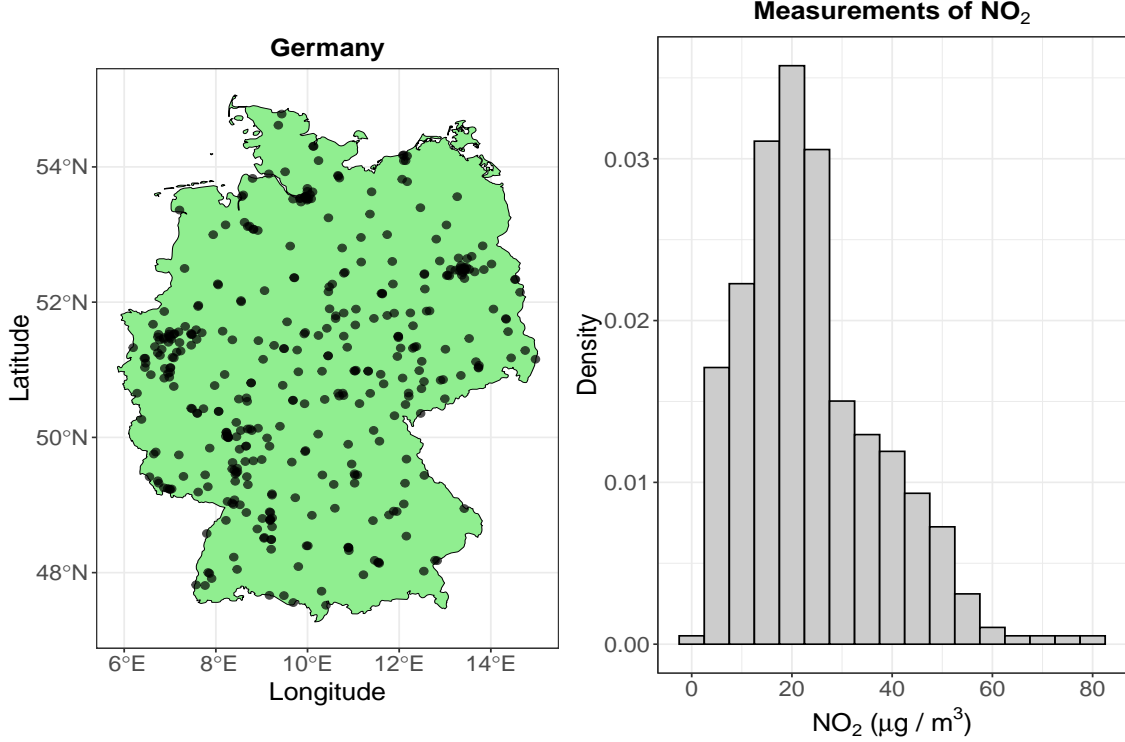 Germany
54°N
52°N
50°N
48°N
Latitude
6°E 8°E 10°E 12°E 14°E
Longitude
Measurements of NO₂
0.03
0.02
0.01
0.00
Density
0 20 40 60 80
NO₂ (μg / m³)